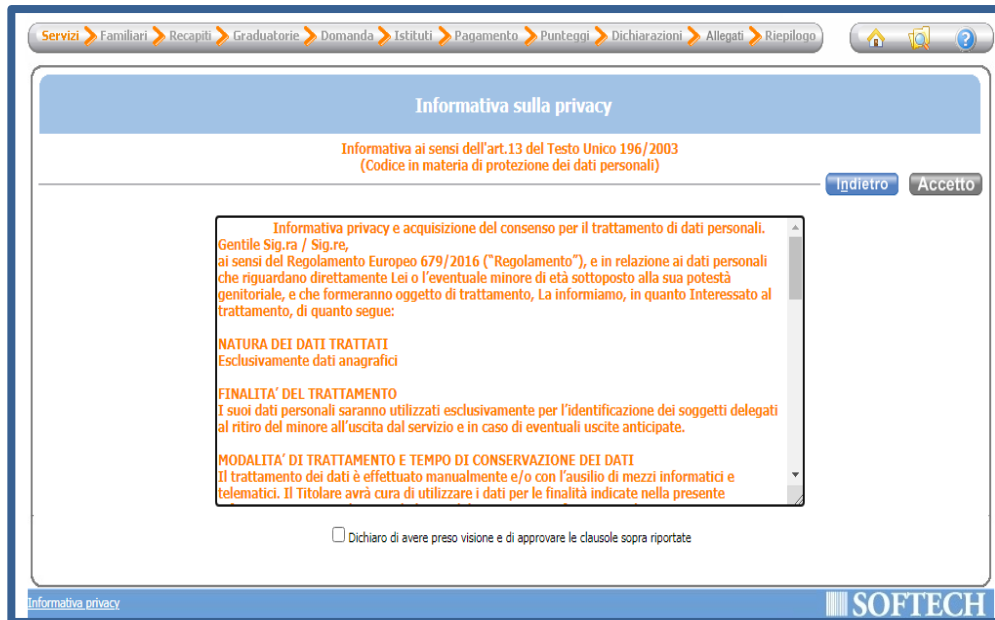 Servizi Familiari Recapiti Graduatorie Domanda Istituti Pagamento Punteggi Dichiarazioni Allegati Riepilogo
Informativa sulla privacy
Informativa ai sensi dell'art.13 del Testo Unico 196/2003
(Codice in materia di protezione dei dati personali)
Indietro Accetto
Informativa privacy e acquisizione del consenso per il trattamento di dati personali.
Gentile Sig.ra / Sig.re,
ai sensi del Regolamento Europeo 679/2016 ("Regolamento"), e in relazione ai dati personali
che riguardano direttamente Lei o l'eventuale minore di età sottoposto alla sua potestà
genitoriale, e che formeranno oggetto di trattamento, La informiamo, in quanto Interessato al
trattamento, di quanto segue:
NATURA DEI DATI TRATTATI
Esclusivamente dati anagrafici
FINALITA' DEL TRATTAMENTO
I suoi dati personali saranno utilizzati esclusivamente per l'identificazione dei soggetti delegati
al ritiro del minore all'uscita dal servizio e in caso di eventuali uscite anticipate.
MODALITA' DI TRATTAMENTO E TEMPO DI CONSERVAZIONE DEI DATI
Il trattamento dei dati è effettuato manualmente e/o con l'ausilio di mezzi informatici e
telematici. Il Titolare avrà cura di utilizzare i dati per le finalità indicate nella presente
Dichiaro di avere preso visione e di approvare le clausole sopra riportate
Informativa privacy
SOFTECH